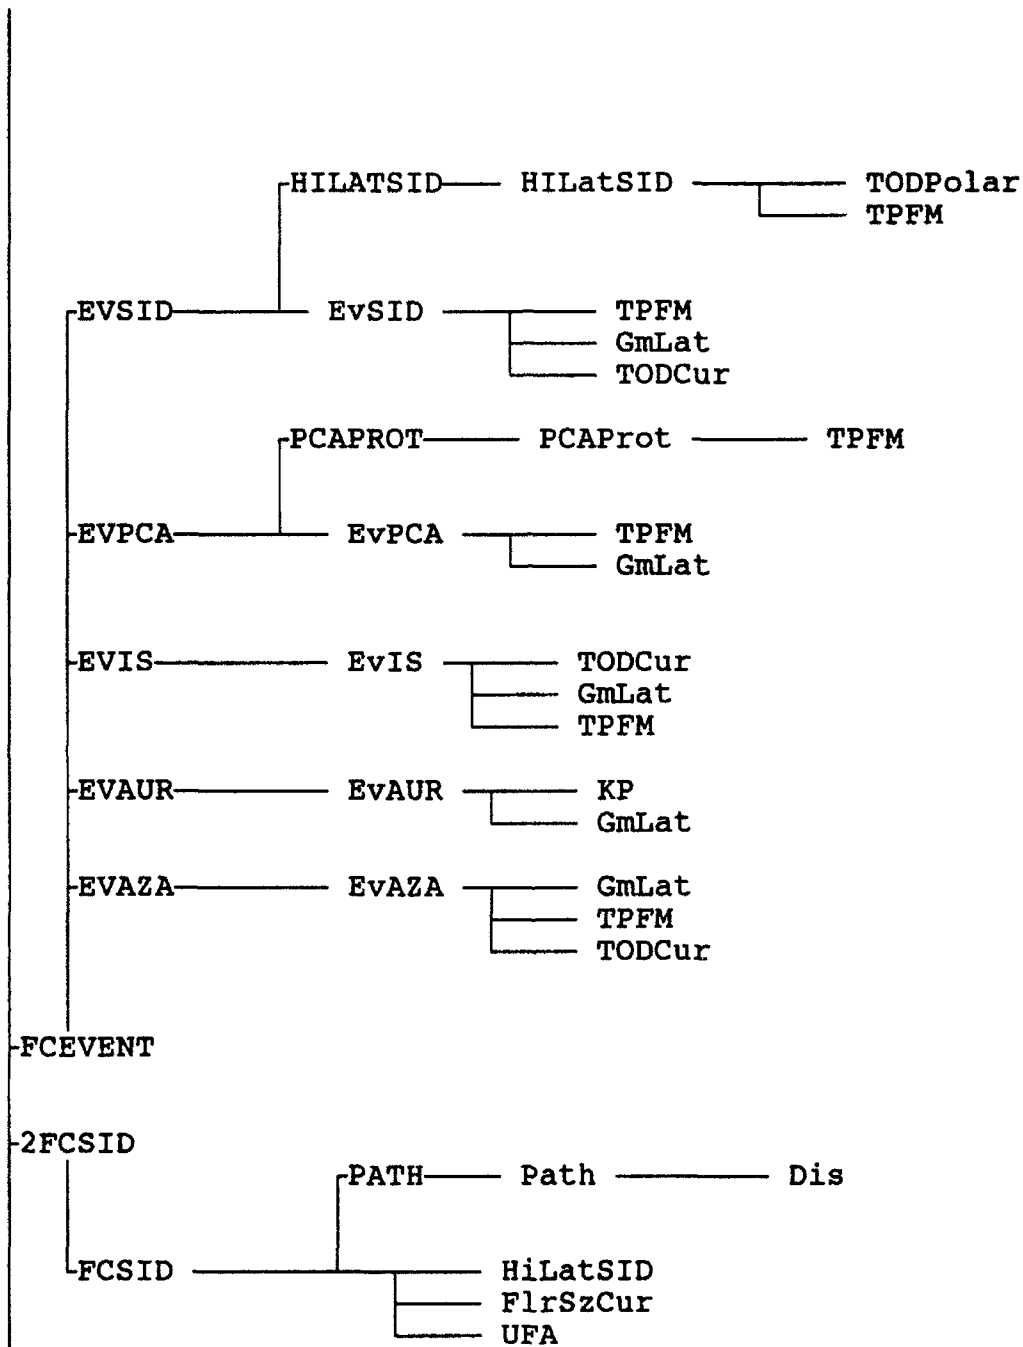 HILATSID HILatSID TODPolar
TPFM
EVSID EvSID TPFM
GmLat
TODCur
PCAPROT PCAProt TPFM
EVPCA EvPCA TPFM
GmLat
EVIS EvIS TODCur
GmLat
TPFM
EVAUR EvAUR KP
GmLat
EVAZA EvAZA GmLat
TPFM
TODCur
FCEVENT
2FCSID
PATH Path Dis
FCSID HiLatSID
FlrSzCur
UFA